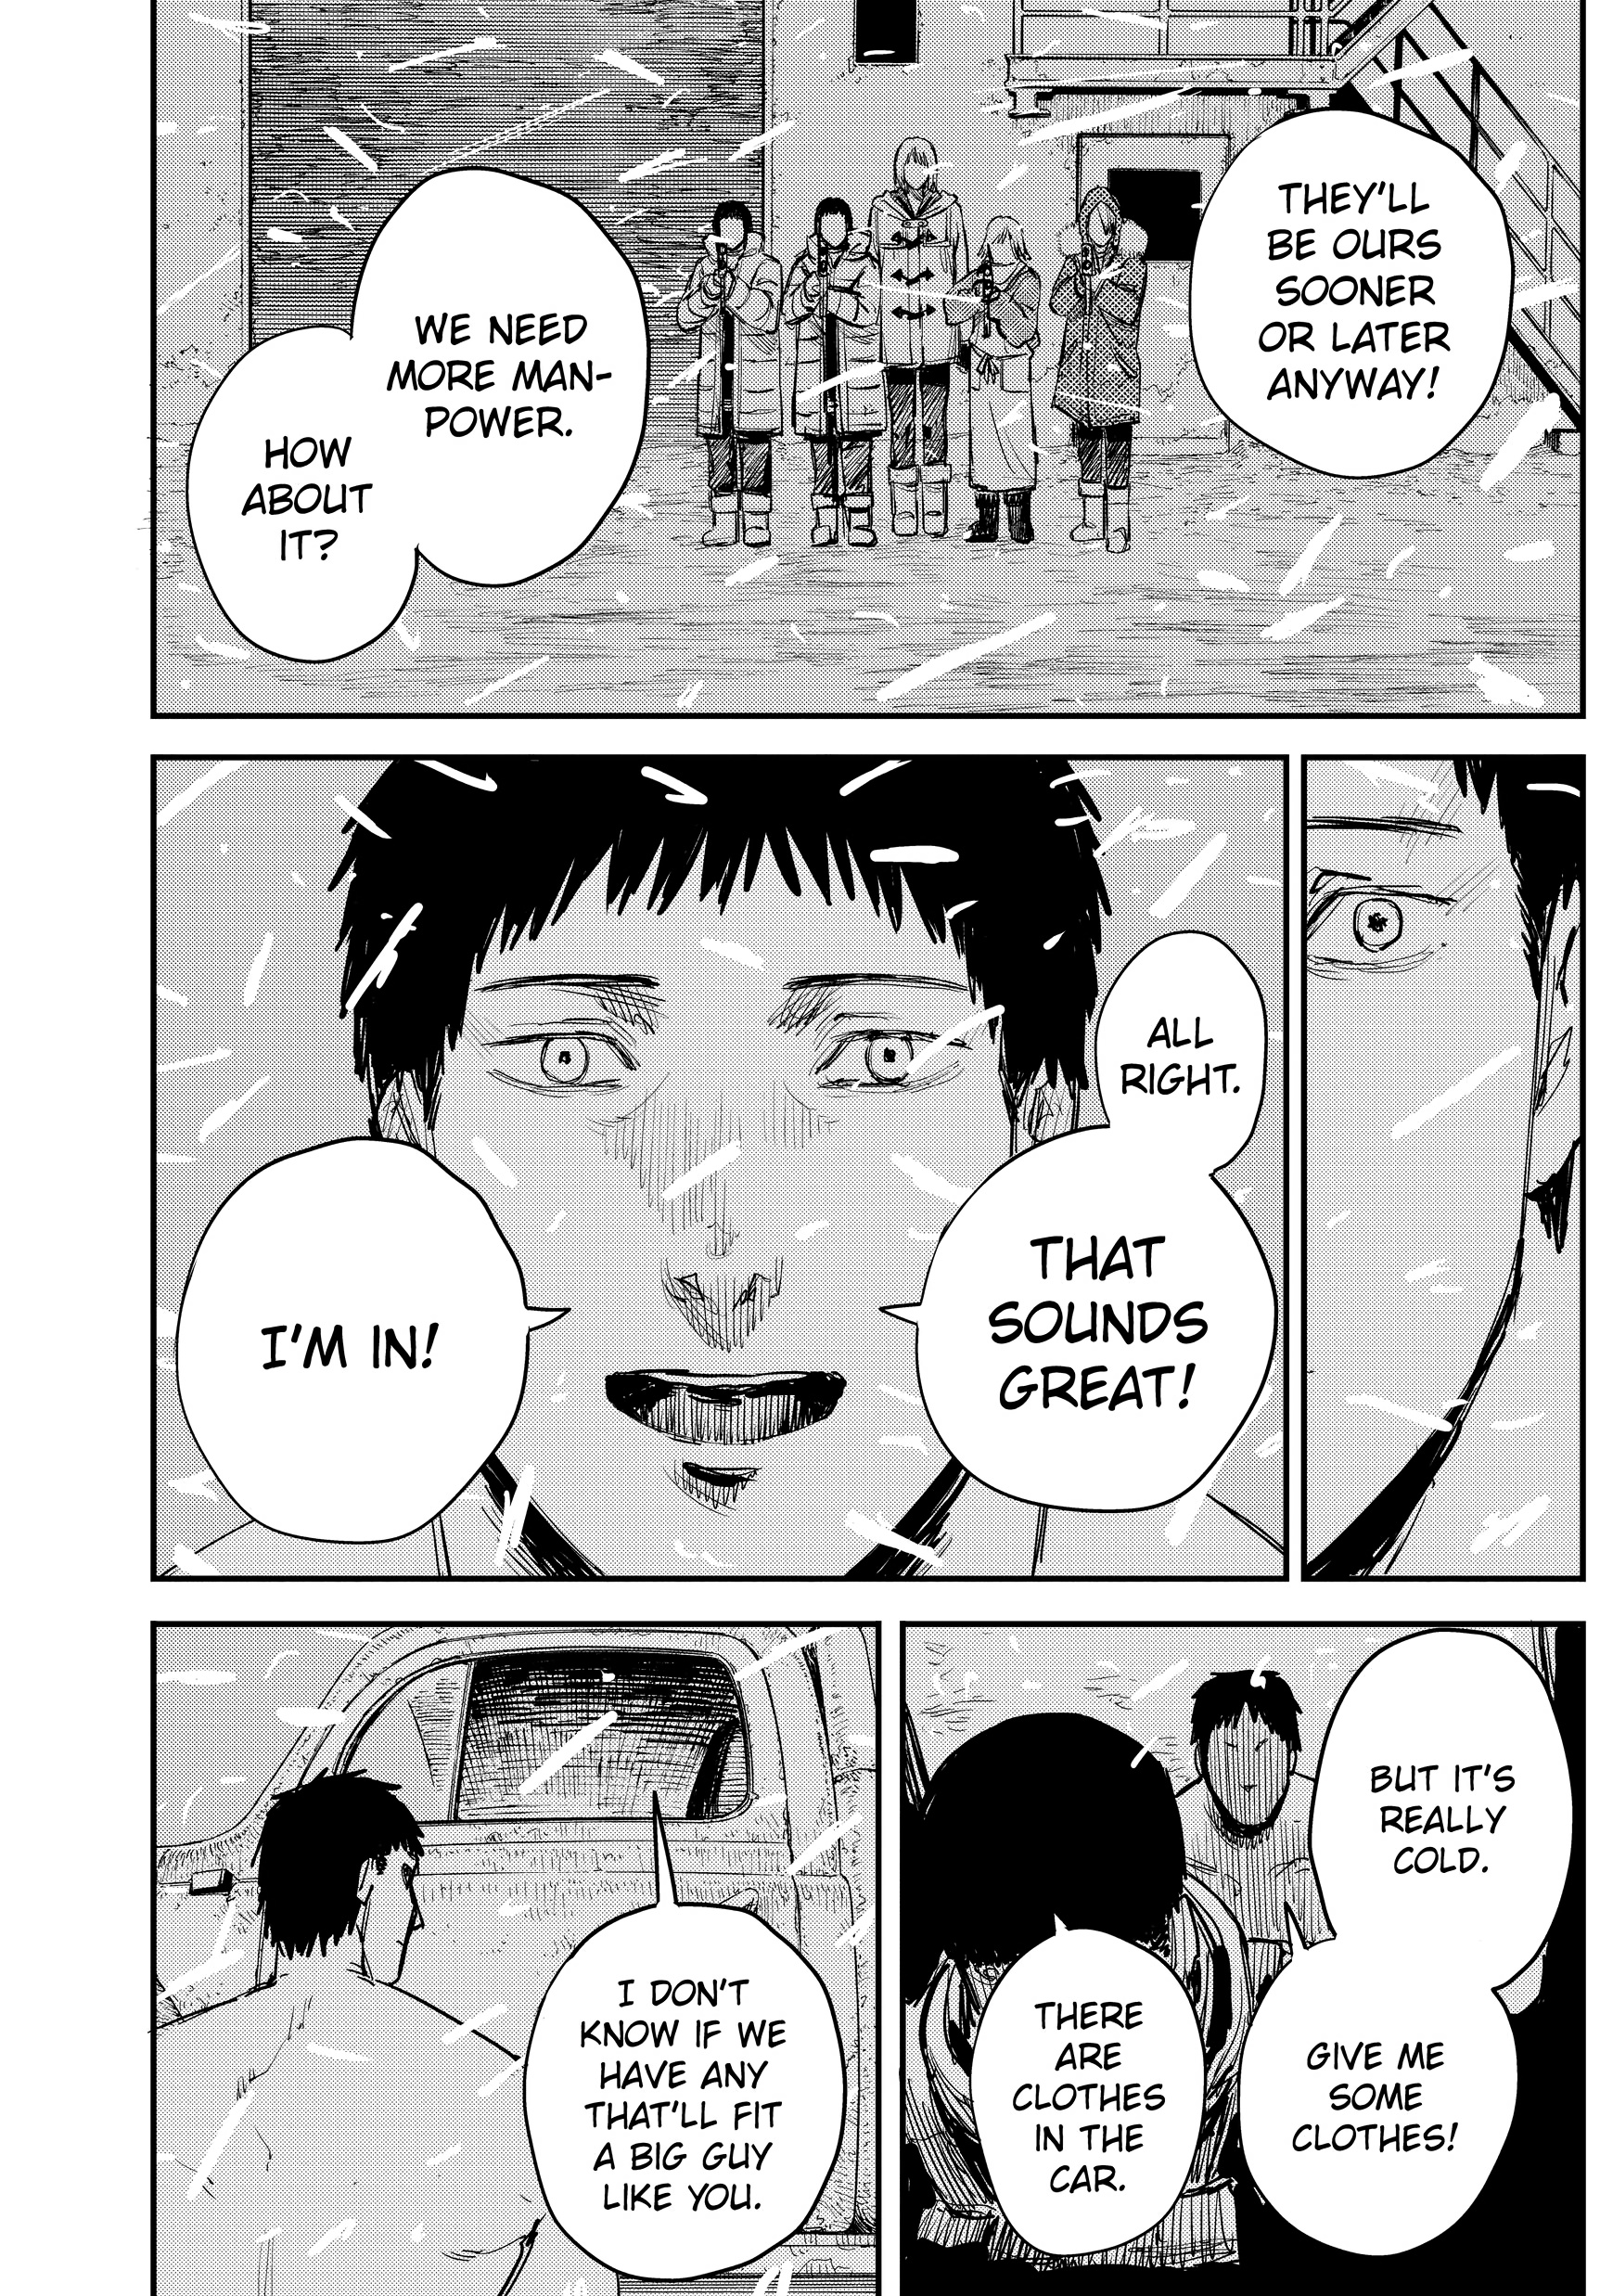 THEY'LL
BE OURS
SOONER
OR LATER
ANYWAY!
WE NEED
MORE MAN-
POWER.
HOW
ABOUT
IT?
ALL
RIGHT.
THAT
SOUNDS
GREAT!
I'M IN!
BUT IT'S
REALLY
COLD.
GIVE ME
SOME
CLOTHES!
THERE
ARE
CLOTHES
IN THE
CAR.
I DON'T
KNOW IF WE
HAVE ANY
THAT'LL FIT
A BIG GUY
LIKE YOU.